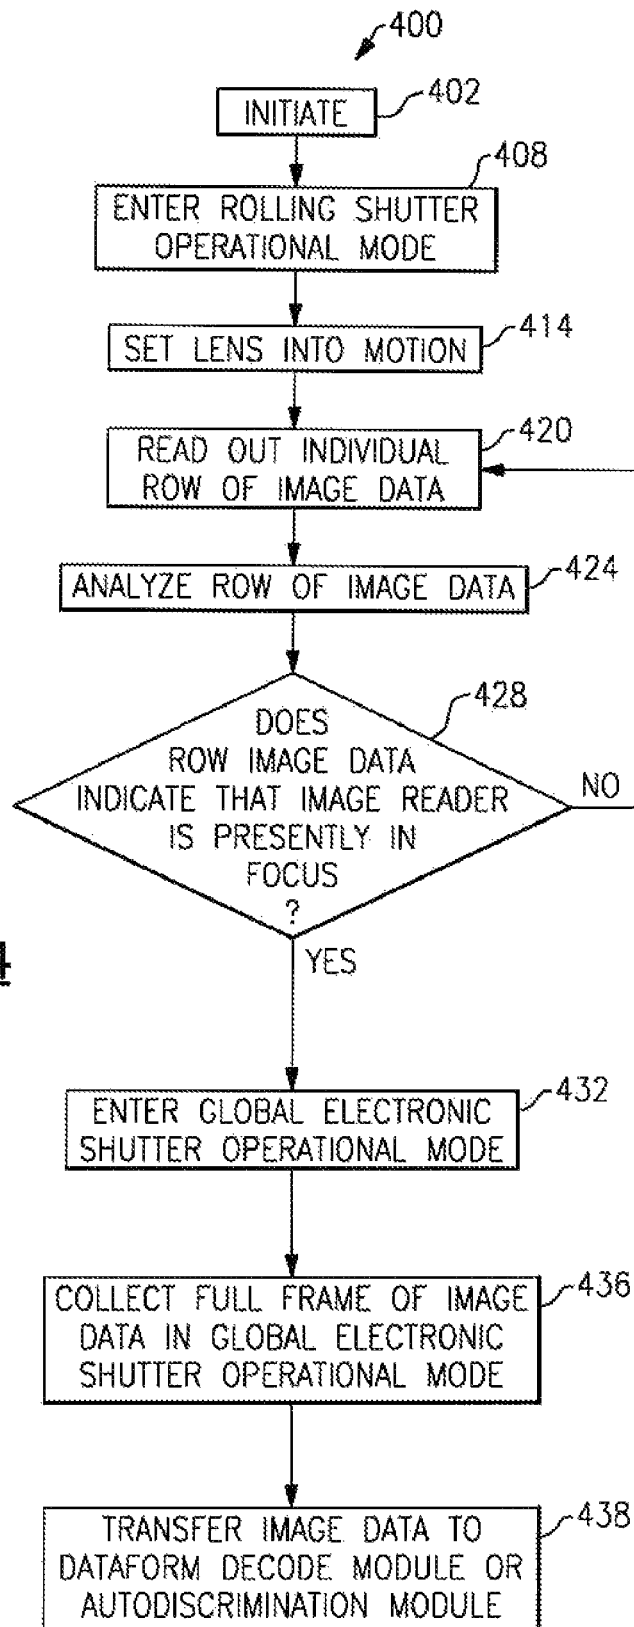 400
INITIATE
402
408
ENTER ROLLING SHUTTER
OPERATIONAL MODE
SET LENS INTO MOTION
414
READ OUT INDIVIDUAL
ROW OF IMAGE DATA
420
ANALYZE ROW OF IMAGE DATA
424
428
DOES
ROW IMAGE DATA
INDICATE THAT IMAGE READER
IS PRESENTLY IN
FOCUS
?
NO
YES
4
ENTER GLOBAL ELECTRONIC
SHUTTER OPERATIONAL MODE
432
COLLECT FULL FRAME OF IMAGE
DATA IN GLOBAL ELECTRONIC
SHUTTER OPERATIONAL MODE
436
TRANSFER IMAGE DATA TO
DATAFORM DECODE MODULE OR
AUTODISCRIMINATION MODULE
438